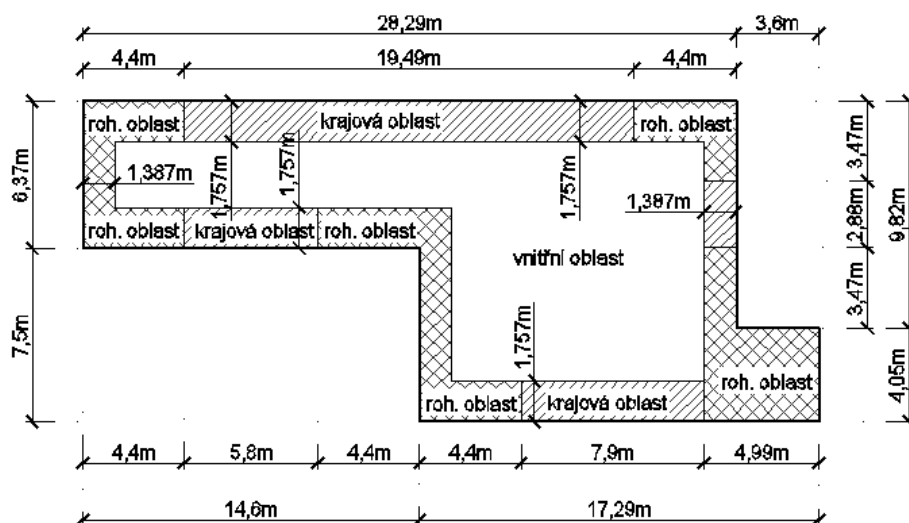 28,29m 3,6m
4,4m 19,49m 4,4m
roh. oblast krajová oblast roh. oblast
6,37m 1,387m 1,757m 1,757m 1,757m 1,387m 3,47m 2,88m 9,82m
roh. oblast krajová oblast roh. oblast
vnitřní oblast
7,5m 1,757m 3,47m 4,05m
roh. oblast
roh. oblast krajová oblast
4,4m 5,8m 4,4m 4,4m 7,9m 4,99m
14,6m 17,29m